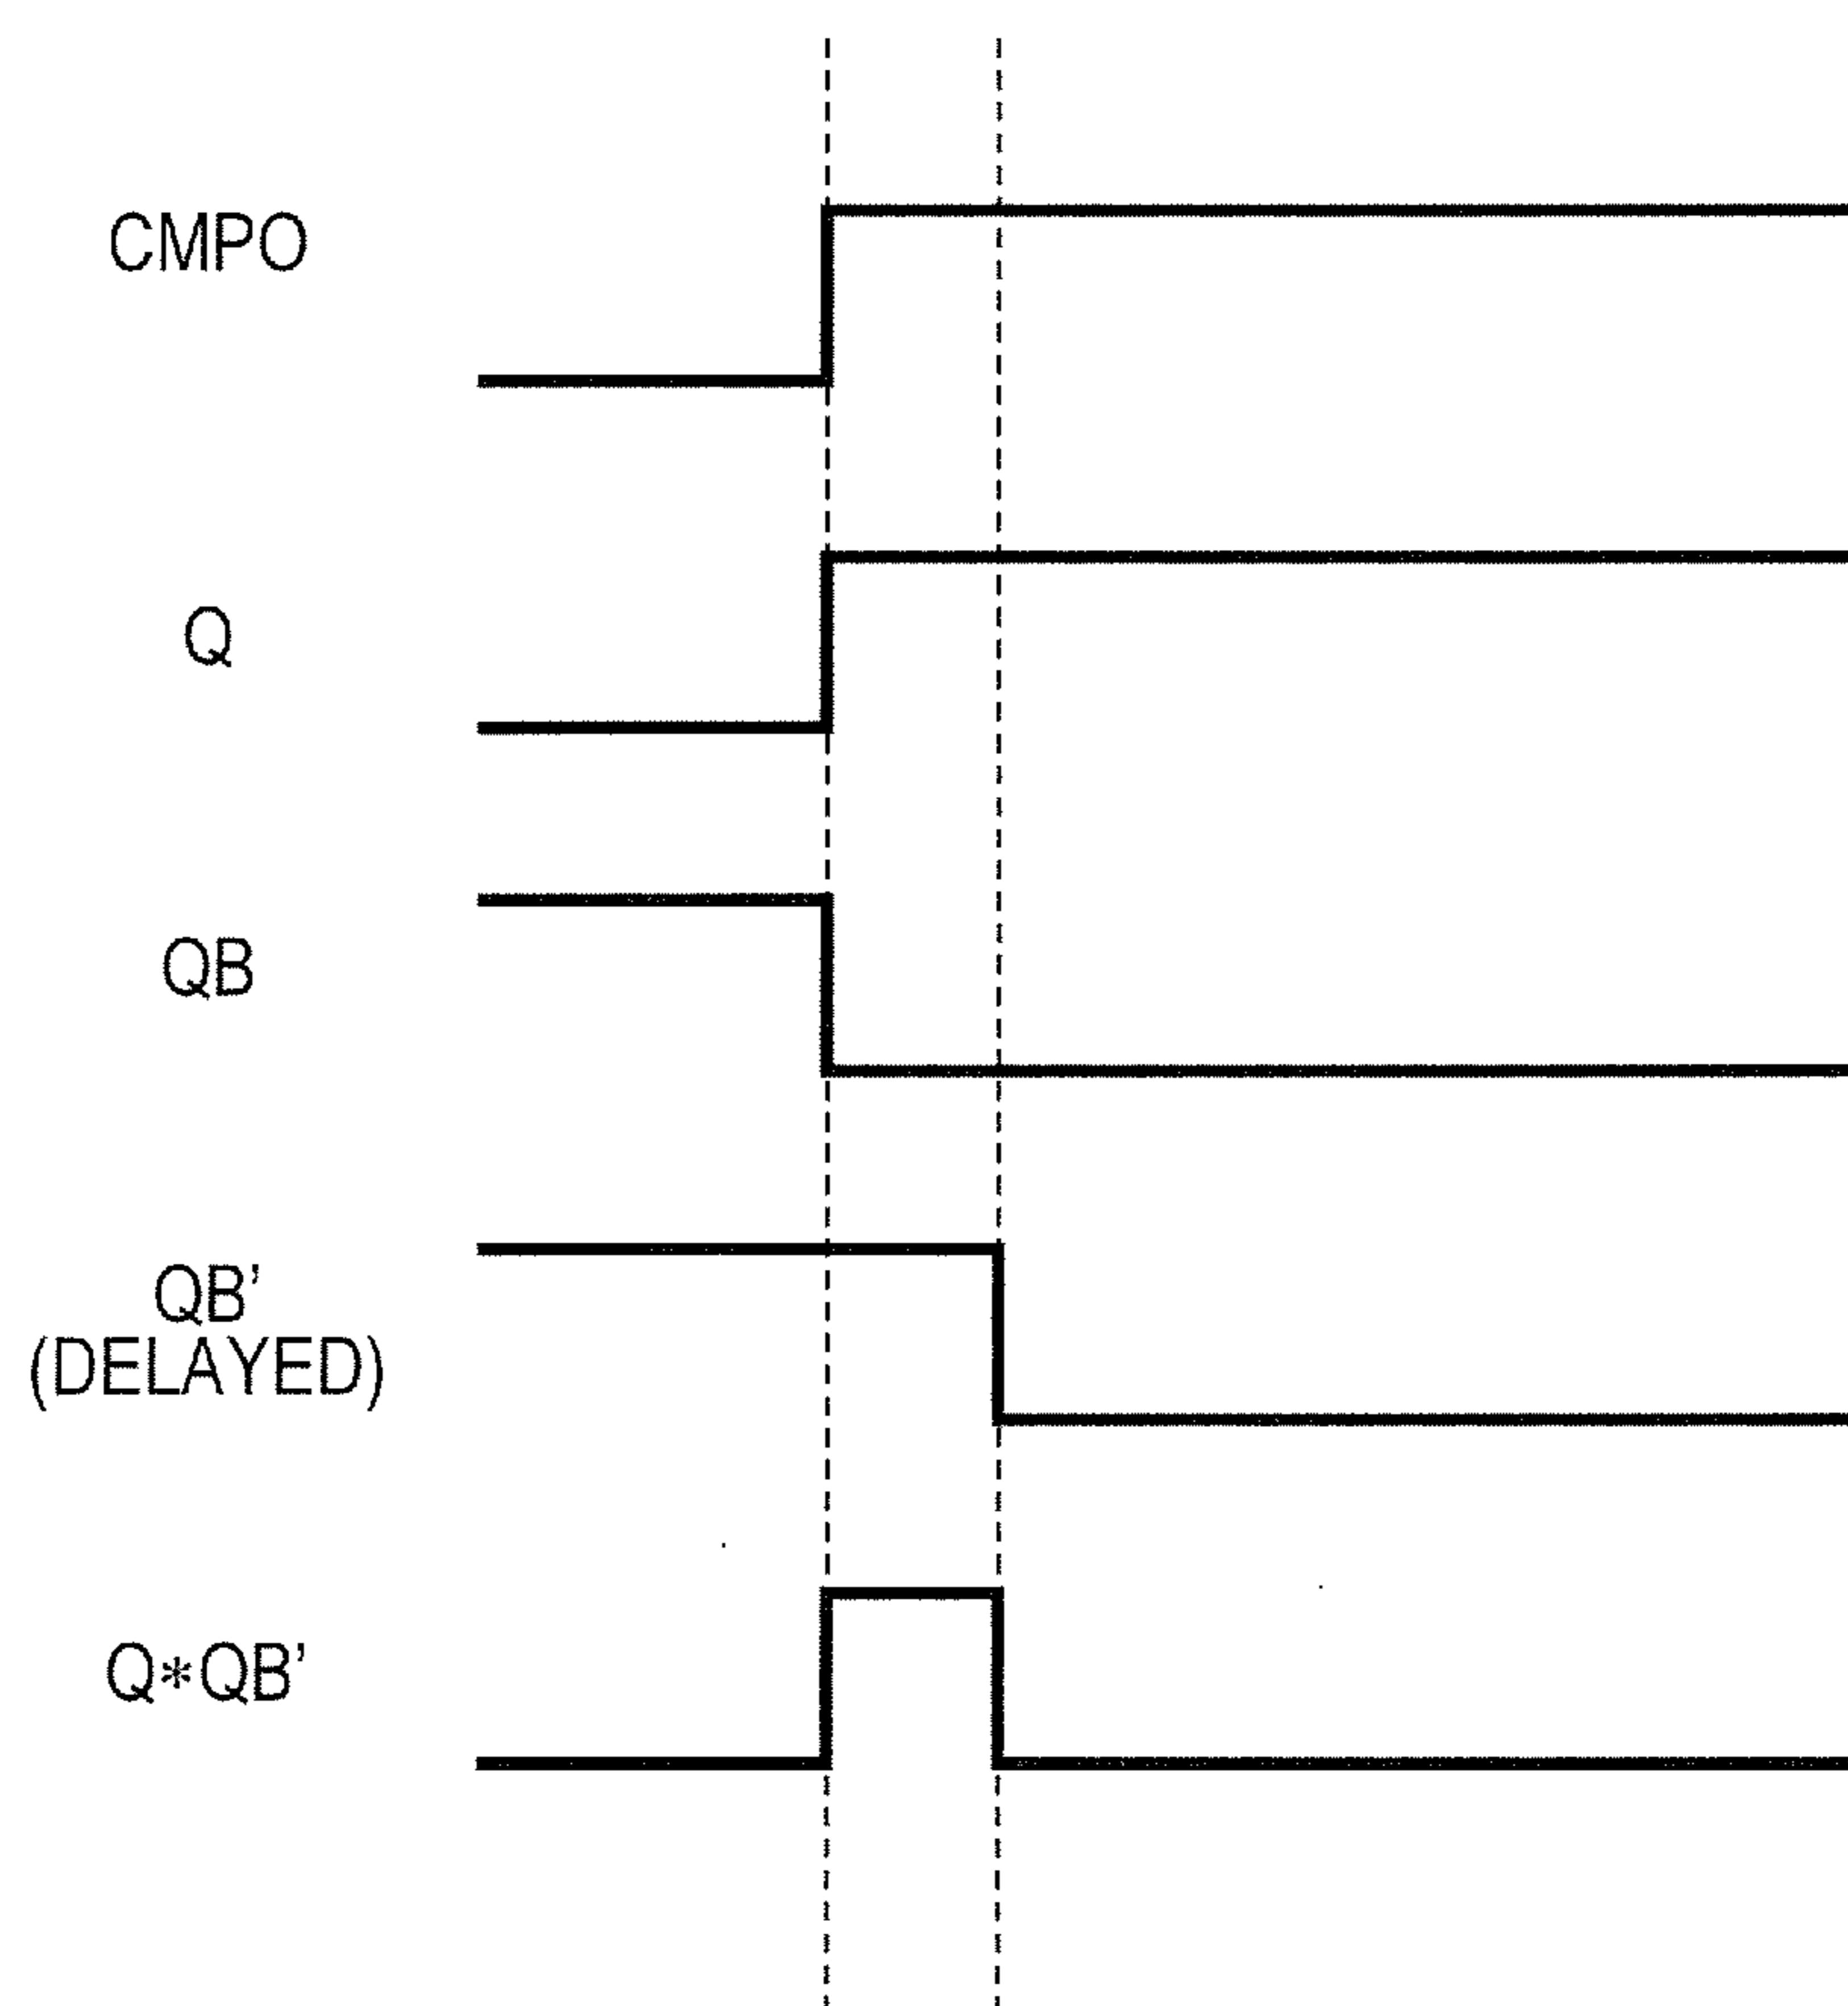 CMPO
Q
QB
QB'
(DELAYED)
Q*QB'